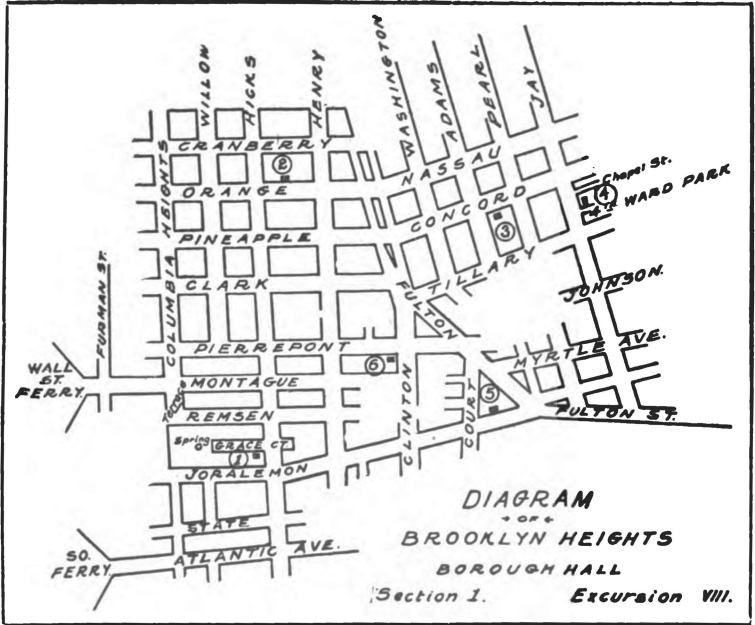 WILLOW
HICKS
HENRY
WASHINGTON
ADAMS
PEARL
JAY
CRANBERRY
NASSAU
②
Chapel St.
HEIGHTS
ORANGE
CONCORD
④
4th WARD PARK
PINEAPPLE
③
TILLARY
FURMAN ST.
COLUMBIA
CLARK
FULTON
JOHNSON.
PIERREPONT
MYRTLE AVE.
WALL
ST.
FERRY.
MONTAGUE
⑥
CLINTON
COURT
⑤
Terrace
REMSEN
FULTON ST.
Spring
GRACE CT.
①
JORALEMON
STATE
SO.
FERRY.
ATLANTIC AVE.
DIAGRAM
OF
BROOKLYN HEIGHTS
BOROUGH HALL
Section 1.
Excursion VIII.